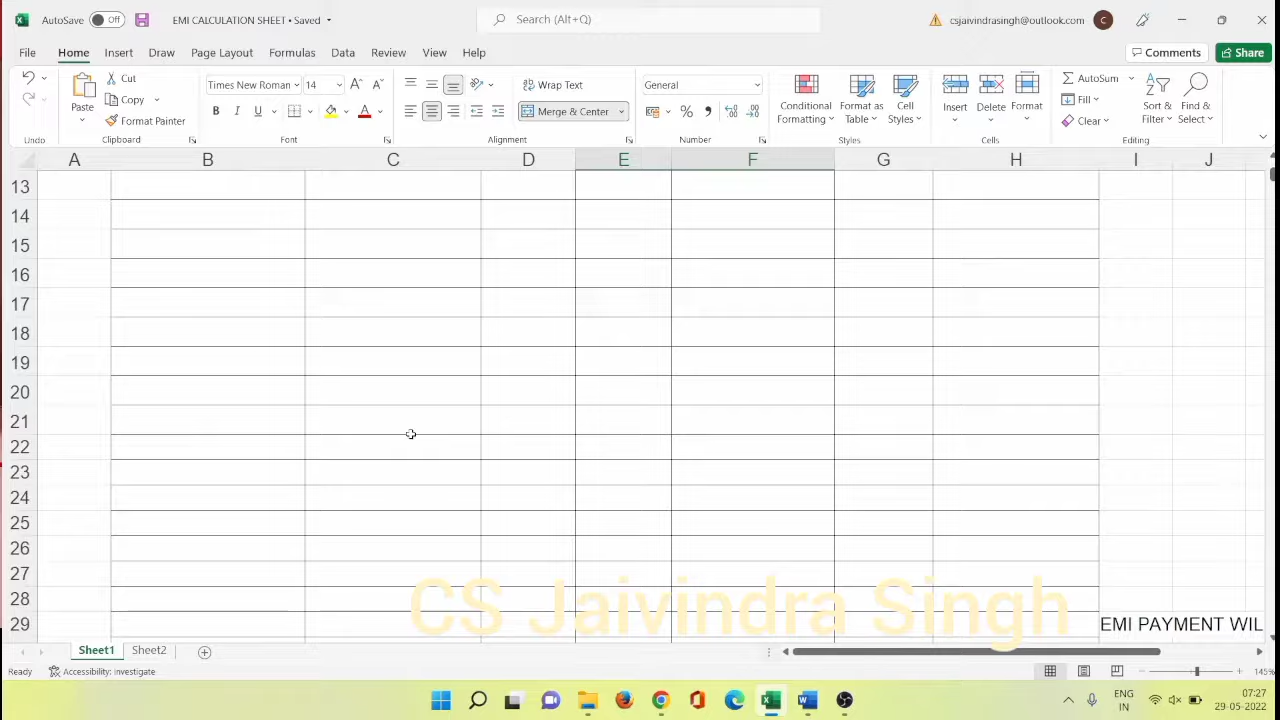 AutoSave Off EMI CALCULATION SHEET • Saved Search (Alt+Q) csjaivindrasingh@outlook.com C
File Home Insert Draw Page Layout Formulas Data Review View Help Comments Share
Cut Times New Roman 14 Wrap Text General AutoSum
Paste Copy Conditional Format as Cell Insert Delete Format Fill Sort & Find &
Format Painter B I U Merge & Center Formatting Table Styles Clear Filter Select
Undo Clipboard Font Alignment Number Styles Cells Editing
A B C D E F G H I J
13
14
15
16
17
18
19
20
21
22
23
24
25
26
27
28
CS Jaivindra Singh
29 EMI PAYMENT WIL
Sheet1 Sheet2
Ready Accessibility: Investigate 145%
ENG 07:27
IN 29-05-2022